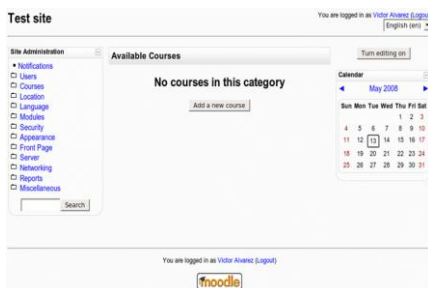 Test site
You are logged in as Victor Alvarez (Logout)
English (en)
Site Administration
Notifications
Users
Courses
Location
Language
Modules
Security
Appearance
Front Page
Server
Networking
Reports
Miscellaneous
Search
Available Courses
No courses in this category
Add a new course
Turn editing on
Calendar
May 2008
Sun Mon Tue Wed Thu Fri Sat
1 2 3
4 5 6 7 8 9 10
11 12 13 14 15 16 17
18 19 20 21 22 23 24
25 26 27 28 29 30 31
You are logged in as Victor Alvarez (Logout)
moodle